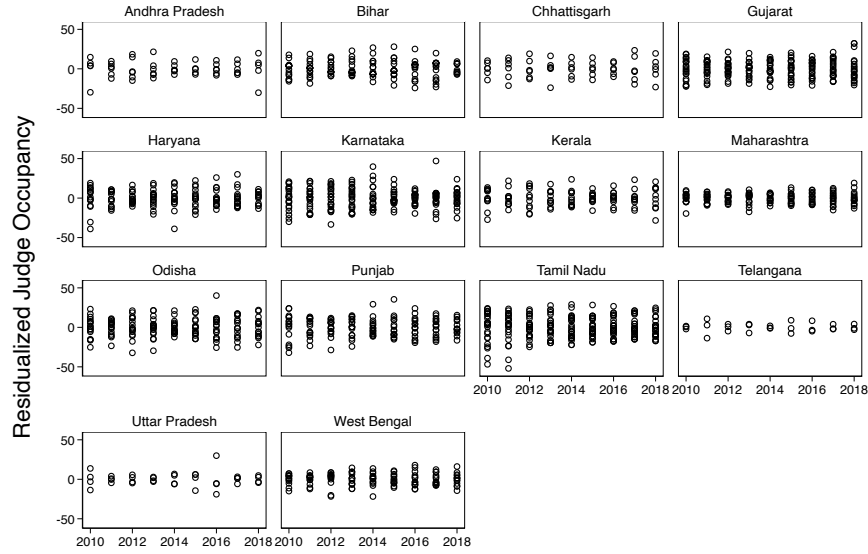 Residualized Judge Occupancy
Andhra Pradesh Bihar Chhattisgarh Gujarat
50
0
-50
Haryana Karnataka Kerala Maharashtra
50
0
-50
Odisha Punjab Tamil Nadu Telangana
50
0
-50
2010 2012 2014 2016 2018 2010 2012 2014 2016 2018
Uttar Pradesh West Bengal
50
0
-50
2010 2012 2014 2016 2018 2010 2012 2014 2016 2018